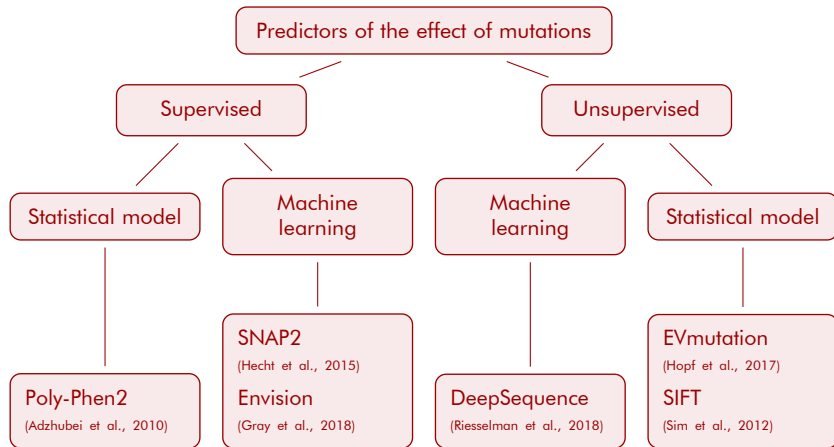 Predictors of the effect of mutations
Supervised
Unsupervised
Statistical model
Machine
learning
Machine
learning
Statistical model
Poly-Phen2
(Adzhubei et al., 2010)
SNAP2
(Hecht et al., 2015)
Envision
(Gray et al., 2018)
DeepSequence
(Riesselman et al., 2018)
EVmutation
(Hopf et al., 2017)
SIFT
(Sim et al., 2012)